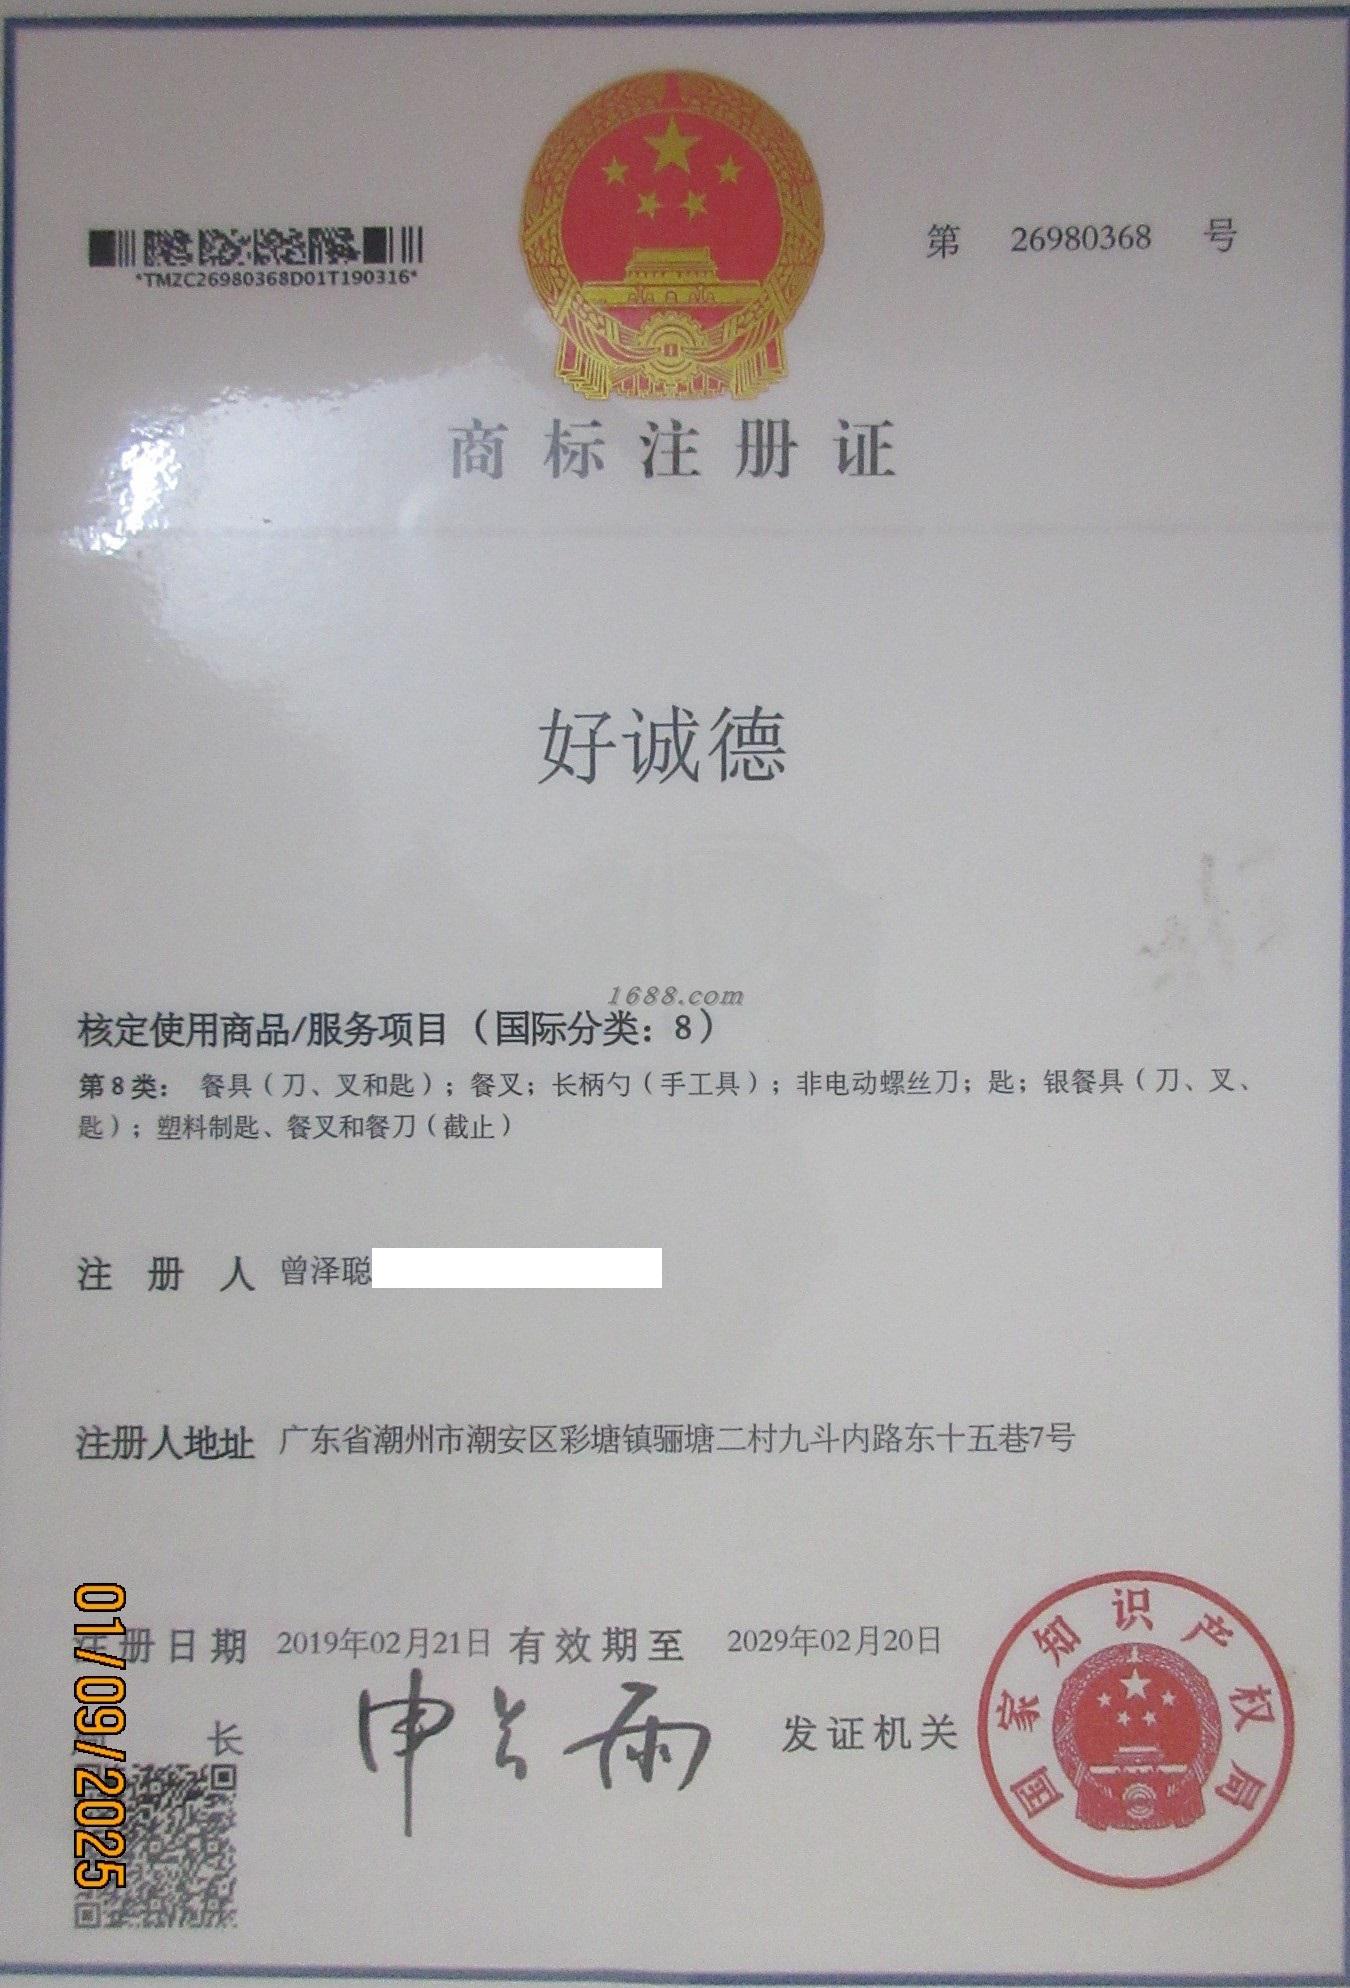 第 26980368 号
*TMZC26980368D01T190316*
商标注册证
好诚德
1688.com
核定使用商品/服务项目（国际分类：8）
第8类： 餐具（刀、叉和匙）；餐叉；长柄勺（手工具）；非电动螺丝刀；匙；银餐具（刀、叉、
匙）；塑料制匙、餐叉和餐刀（截止）
注 册 人 曾泽聪
注册人地址 广东省潮州市潮安区彩塘镇骊塘二村九斗内路东十五巷7号
注册日期 2019年02月21日 有效期至 2029年02月20日
局 长 申长雨 发证机关
国家知识产权局
01/09/2025